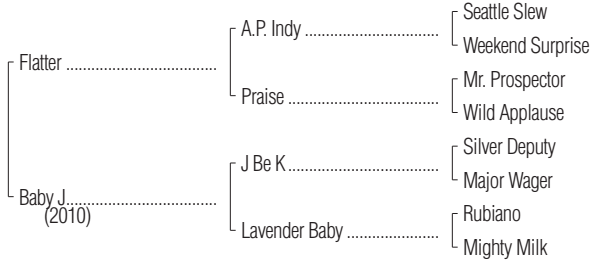 Seattle Slew
A.P. Indy ..............................
Weekend Surprise
Flatter ..................................
Mr. Prospector
Praise ..................................
Wild Applause
Silver Deputy
J Be K ..................................
Major Wager
Baby J ..................................
(2010)
Rubiano
Lavender Baby .....................
Mighty Milk